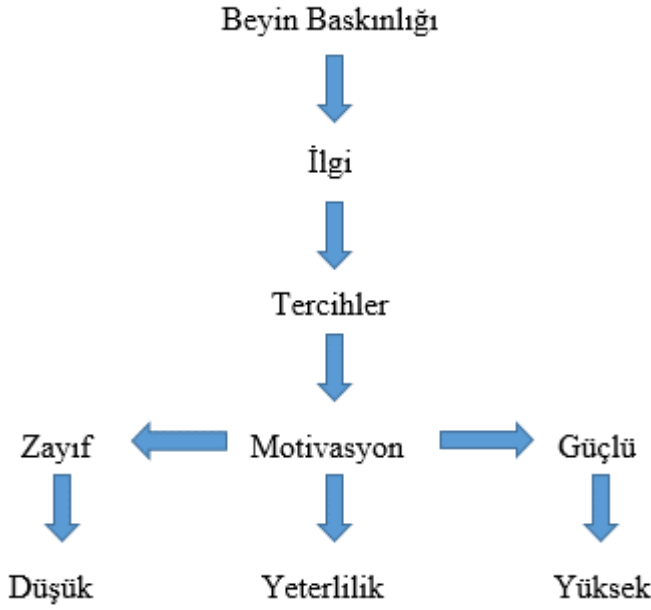 Beyin Baskınlığı
İlgi
Tercihler
Zayıf Motivasyon Güçlü
Düşük Yeterlilik Yüksek